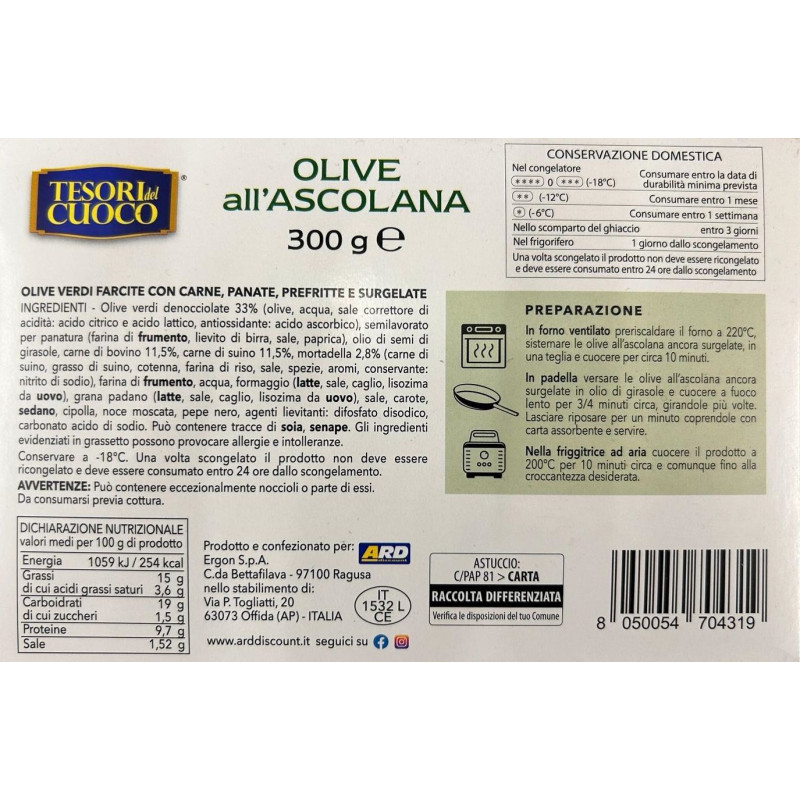 TESORI del
CUOCO
®
OLIVE
all'ASCOLANA
300 g e
CONSERVAZIONE DOMESTICA
Nel congelatore
**** O *** (-18°C) Consumare entro la data di
durabilità minima prevista
** (-12°C) Consumare entro 1 mese
* (-6°C) Consumare entro 1 settimana
Nello scomparto del ghiaccio entro 3 giorni
Nel frigorifero 1 giorno dallo scongelamento
Una volta scongelato il prodotto non deve essere ricongelato
e deve essere consumato entro 24 ore dallo scongelamento
OLIVE VERDI FARCITE CON CARNE, PANATE, PREFRITTE E SURGELATE
INGREDIENTI - Olive verdi denocciolate 33% (olive, acqua, sale correttore di
acidità: acido citrico e acido lattico, antiossidante: acido ascorbico), semilavorato
per panatura (farina di frumento, lievito di birra, sale, paprica), olio di semi di
girasole, carne di bovino 11,5%, carne di suino 11,5%, mortadella 2,8% (carne di
suino, grasso di suino, cotenna, farina di riso, sale, spezie, aromi, conservante:
nitrito di sodio), farina di frumento, acqua, formaggio (latte, sale, caglio, lisozima
da uovo), grana padano (latte, sale, caglio, lisozima da uovo), sale, carote,
sedano, cipolla, noce moscata, pepe nero, agenti lievitanti: difosfato disodico,
carbonato acido di sodio. Può contenere tracce di soia, senape. Gli ingredienti
evidenziati in grassetto possono provocare allergie e intolleranze.
Conservare a -18°C. Una volta scongelato il prodotto non deve essere
ricongelato e deve essere consumato entro 24 ore dallo scongelamento.
AVVERTENZE: Può contenere eccezionalmente noccioli o parte di essi.
Da consumarsi previa cottura.
PREPARAZIONE
In forno ventilato preriscaldare il forno a 220°C,
sistemare le olive all'ascolana ancora surgelate, in
una teglia e cuocere per circa 10 minuti.
In padella versare le olive all'ascolana ancora
surgelate in olio di girasole e cuocere a fuoco
lento per 3/4 minuti circa, girandole più volte.
Lasciare riposare per un minuto coprendole con
carta assorbente e servire.
Nella friggitrice ad aria cuocere il prodotto a
200°C per 10 minuti circa e comunque fino alla
croccantezza desiderata.
DICHIARAZIONE NUTRIZIONALE
valori medi per 100 g di prodotto
Energia 1059 kJ / 254 kcal
Grassi 15 g
di cui acidi grassi saturi 3,6 g
Carboidrati 19 g
di cui zuccheri 1,5 g
Proteine 9,7 g
Sale 1,52 g
Prodotto e confezionato per: ARD discount
Ergon S.p.A.
C.da Bettafilava - 97100 Ragusa
nello stabilimento di:
Via P. Togliatti, 20
63073 Offida (AP) - ITALIA
www.arddiscount.it seguici su
IT
1532 L
CE
ASTUCCIO:
C/PAP 81 > CARTA
RACCOLTA DIFFERENZIATA
Verifica le disposizioni del tuo Comune
8 050054 704319